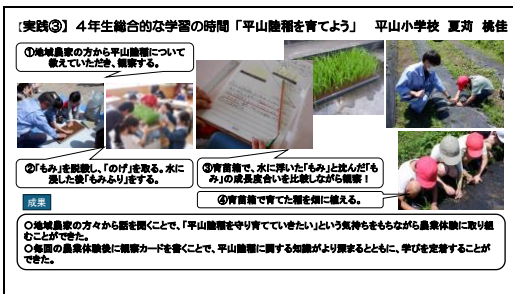 [実践③]4年生総合的な学習の時間「平山陸稲を育てよう」　平山小学校　夏苅　桃佳
①地域農家の方から平山陸稲について
教えていただき、観察する。
②「もみ」を脱穀し、「のげ」を取る。水に
浸した後「もみふり」をする。
③育苗箱で、水に浮いた「もみ」と沈んだ「も
み」の成長度合いを比較しながら観察！
④育苗箱で育てた稲を畑に植える。
成果
○地域農家の方々から話を聞くことで、「平山陸稲を守り育てていきたい」という気持ちをもちながら農業体験に取り組
むことができた。
○毎回の農業体験後に観察カードを書くことで、平山陸稲に関する知識がより深まるとともに、学びを定着することが
できた。